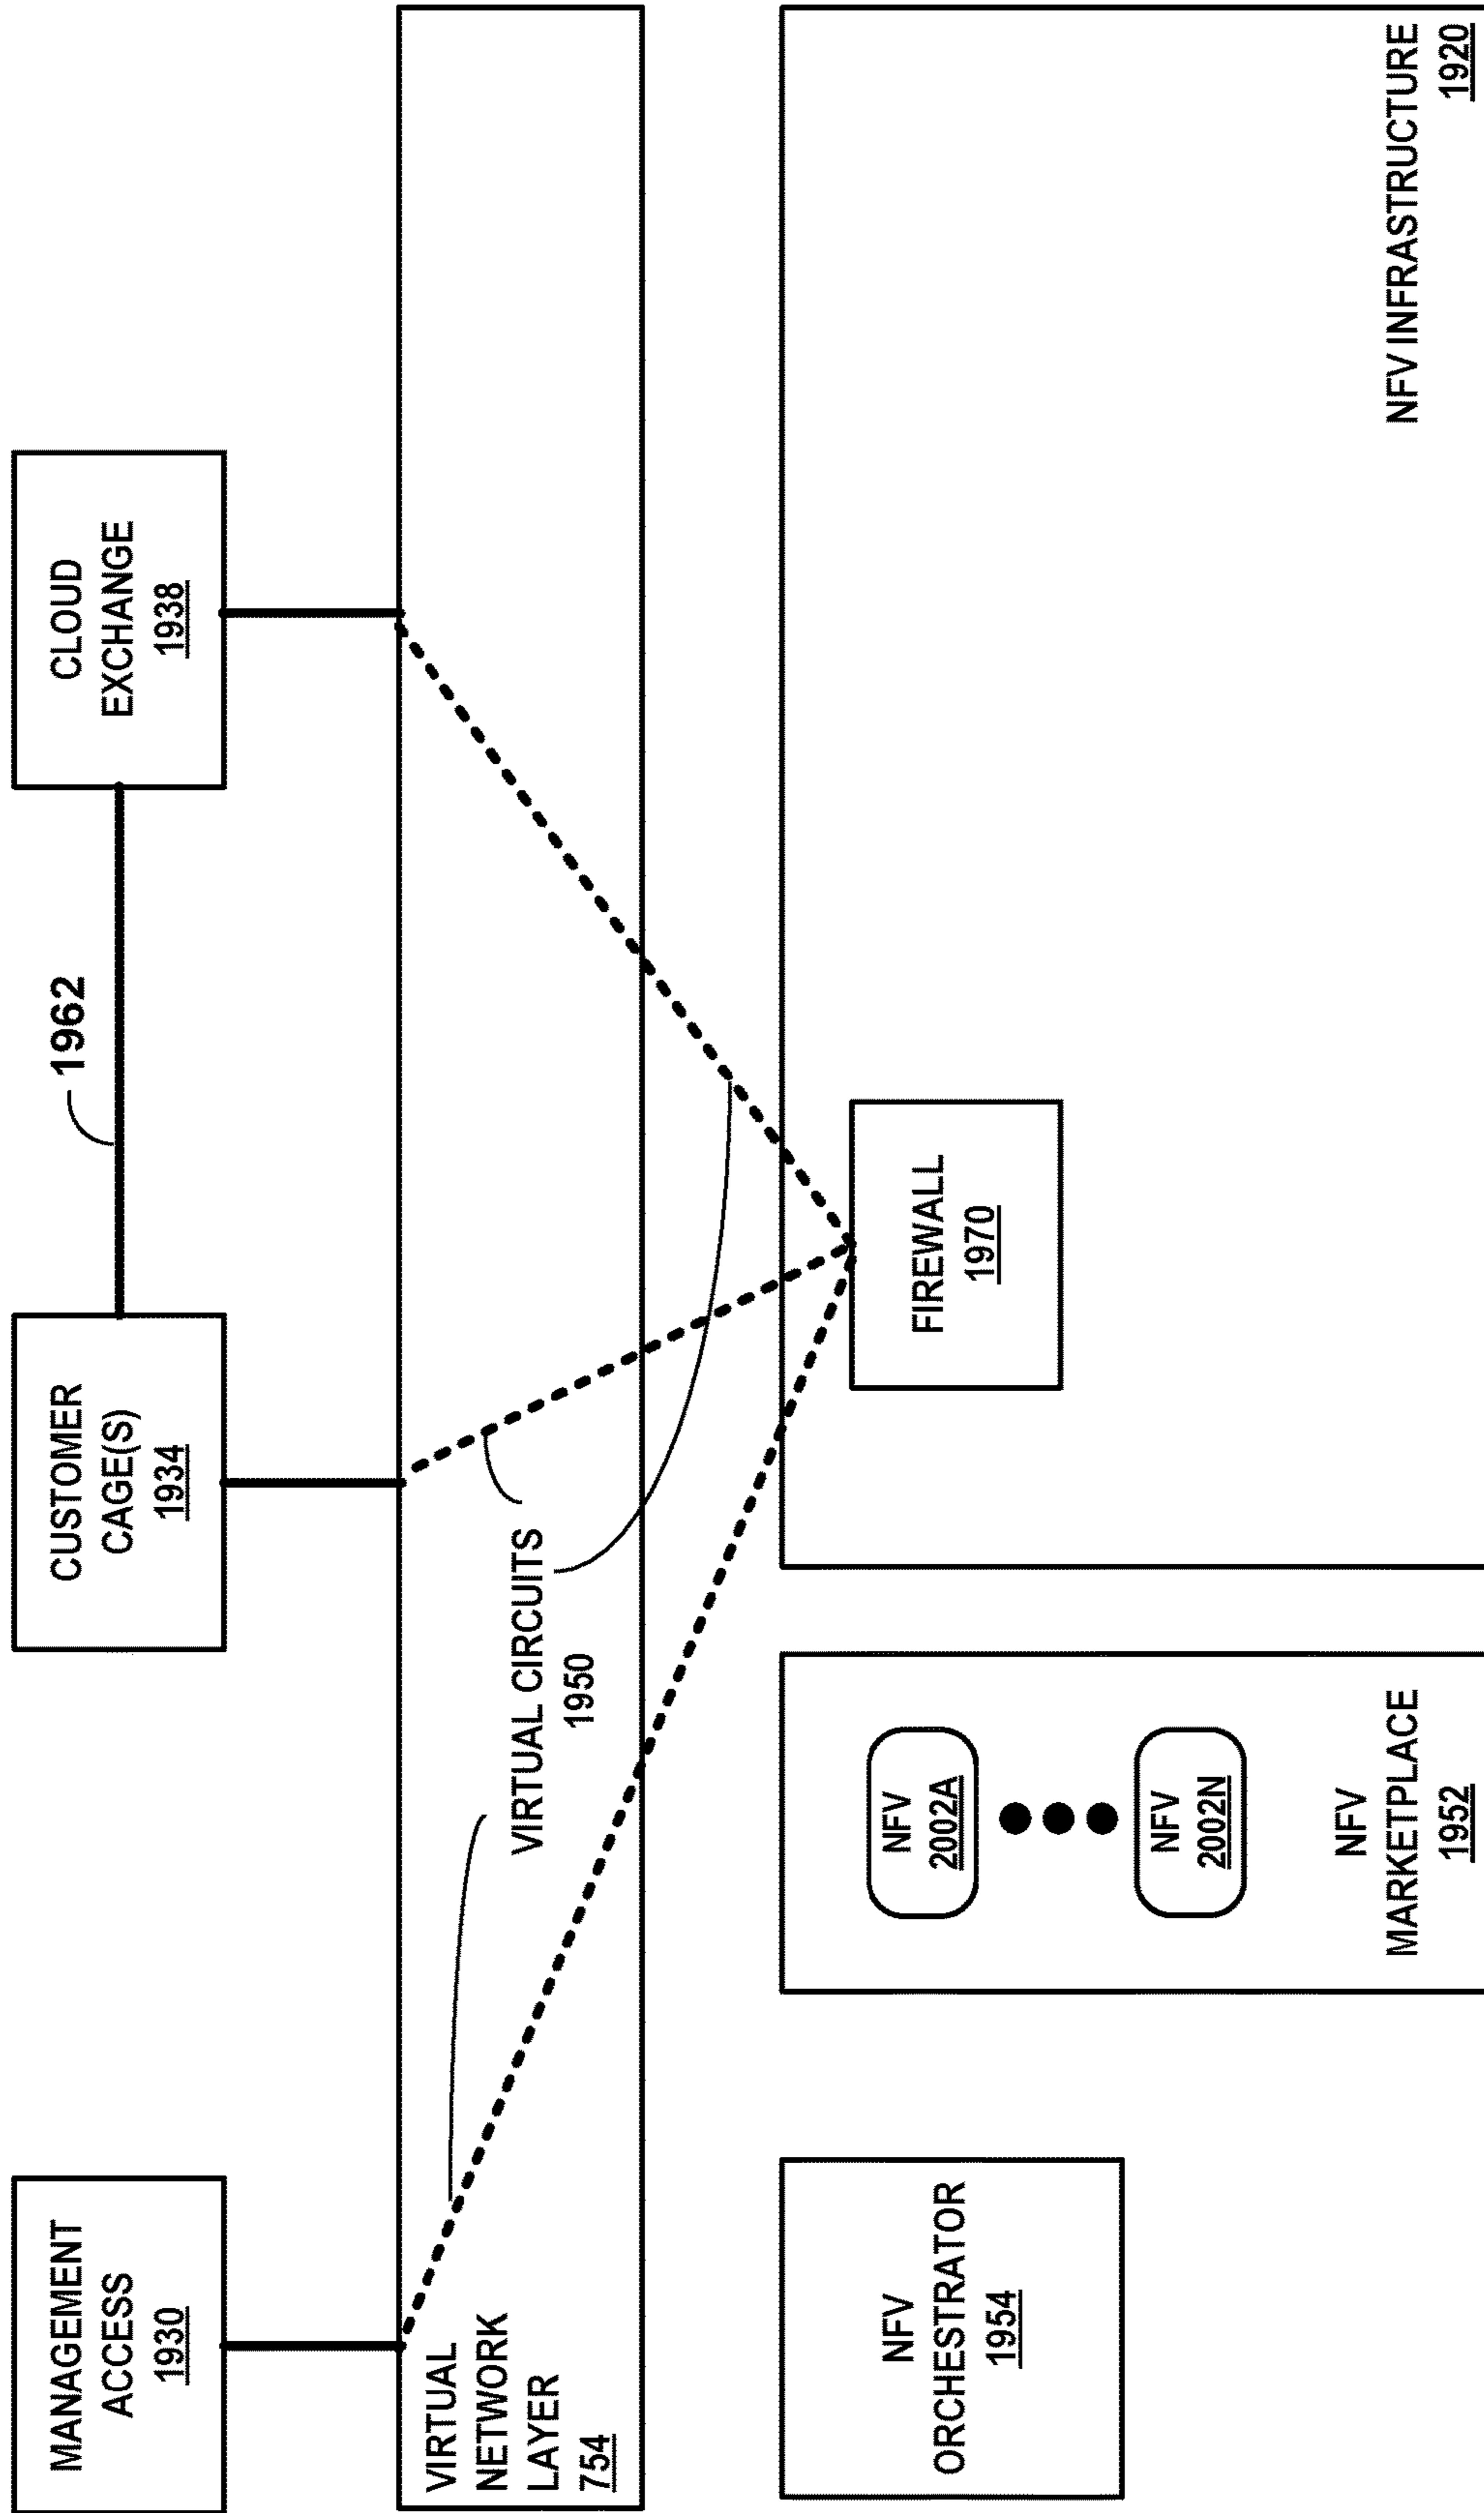 MANAGEMENT
ACCESS
1930
CUSTOMER
CAGE(S)
1934
1962
CLOUD
EXCHANGE
1938
VIRTUAL
NETWORK
LAYER
754
VIRTUAL CIRCUITS
1950
NFV
ORCHESTRATOR
1954
NFV
2002A
NFV
2002N
NFV
MARKETPLACE
1952
FIREWALL
1970
NFV INFRASTRUCTURE
1920